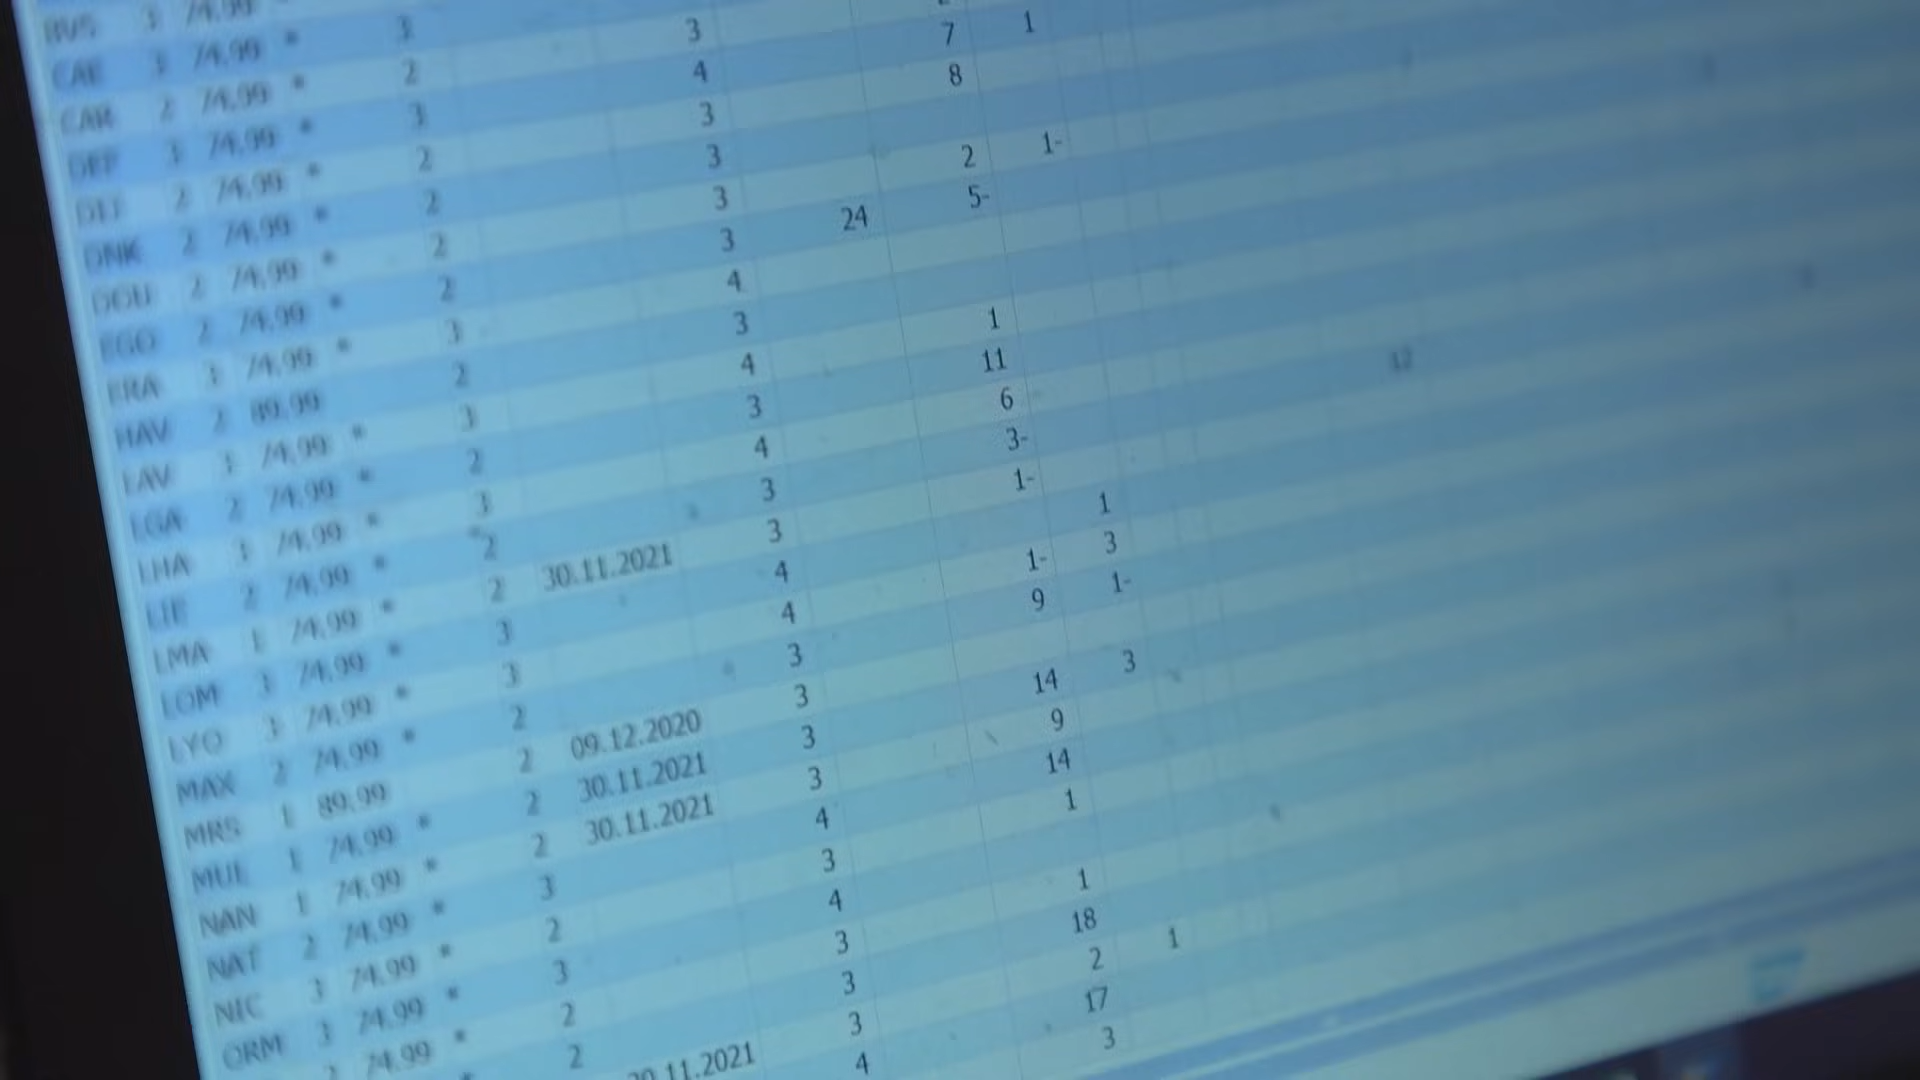 CAE 3 74.99 * 3
CAR 2 74.99 * 2 3
3 74.99 * 3 4 7 1
2 74.99 * 2 3 8
DNK 2 74.99 * 2 3
DGU 2 74.99 * 2 3 2 1-
EGO 2 74.99 * 2 3 24 5-
ERA 3 74.99 * 3 4
HAV 2 89.99 2 3
LAV 3 74.99 * 3 4 1
LGA 2 74.99 * 2 3 11
LHA 3 74.99 * 3 4 6
LIE 2 74.99 * 2 3 3-
LMA 1 74.99 * 2 30.11.2021 3 1-
LOM 3 74.99 * 3 4 1
LYO 3 74.99 * 3 4 1- 3
MAX 2 74.99 * 2 3 9 1-
MRS 1 89.99 2 09.12.2020 3
MUL 1 74.99 * 2 30.11.2021 3 14 3
NAN 1 74.99 * 2 30.11.2021 3 9
NAT 2 74.99 * 3 4 14
NIC 3 74.99 * 2 3 1
ORM 3 74.99 * 3 4
2 74.99 * 2 3 1
* 2 3 18
30.11.2021 3 2 1
4 17
3